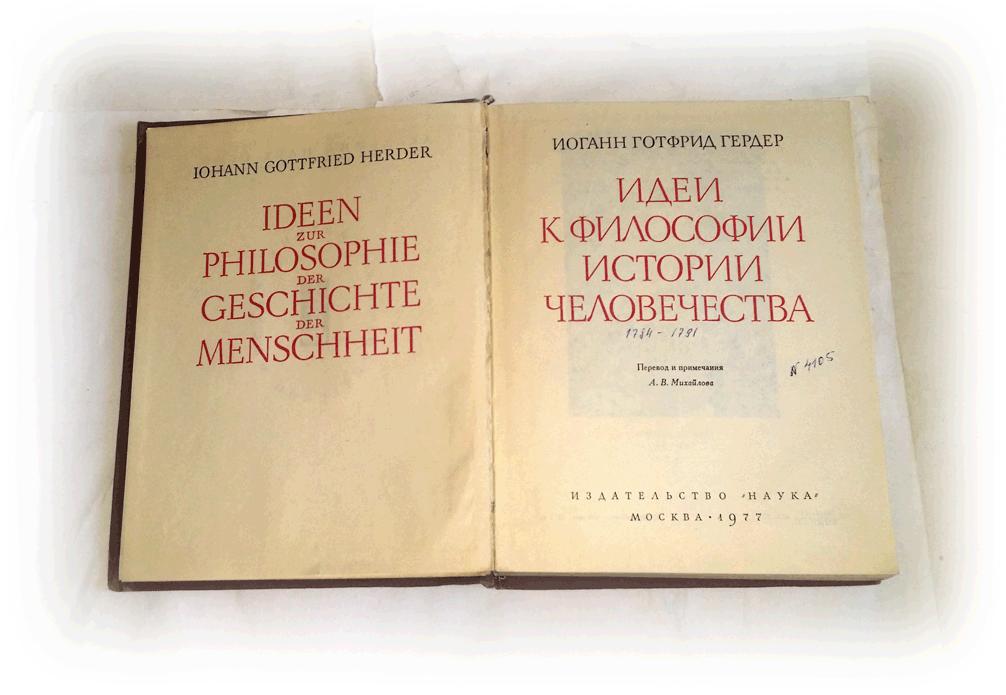 IOHANN GOTTFRIED HERDER
IDEEN
ZUR
PHILOSOPHIE
DER
GESCHICHTE
DER
MENSCHHEIT
ИОГАНН ГОТФРИД ГЕРДЕР
ИДЕИ
К ФИЛОСОФИИ
ИСТОРИИ
ЧЕЛОВЕЧЕСТВА
1784 - 1791
Перевод и примечания
А. В. Михайлова
N 4105
ИЗДАТЕЛЬСТВО «НАУКА»
МОСКВА · 1977